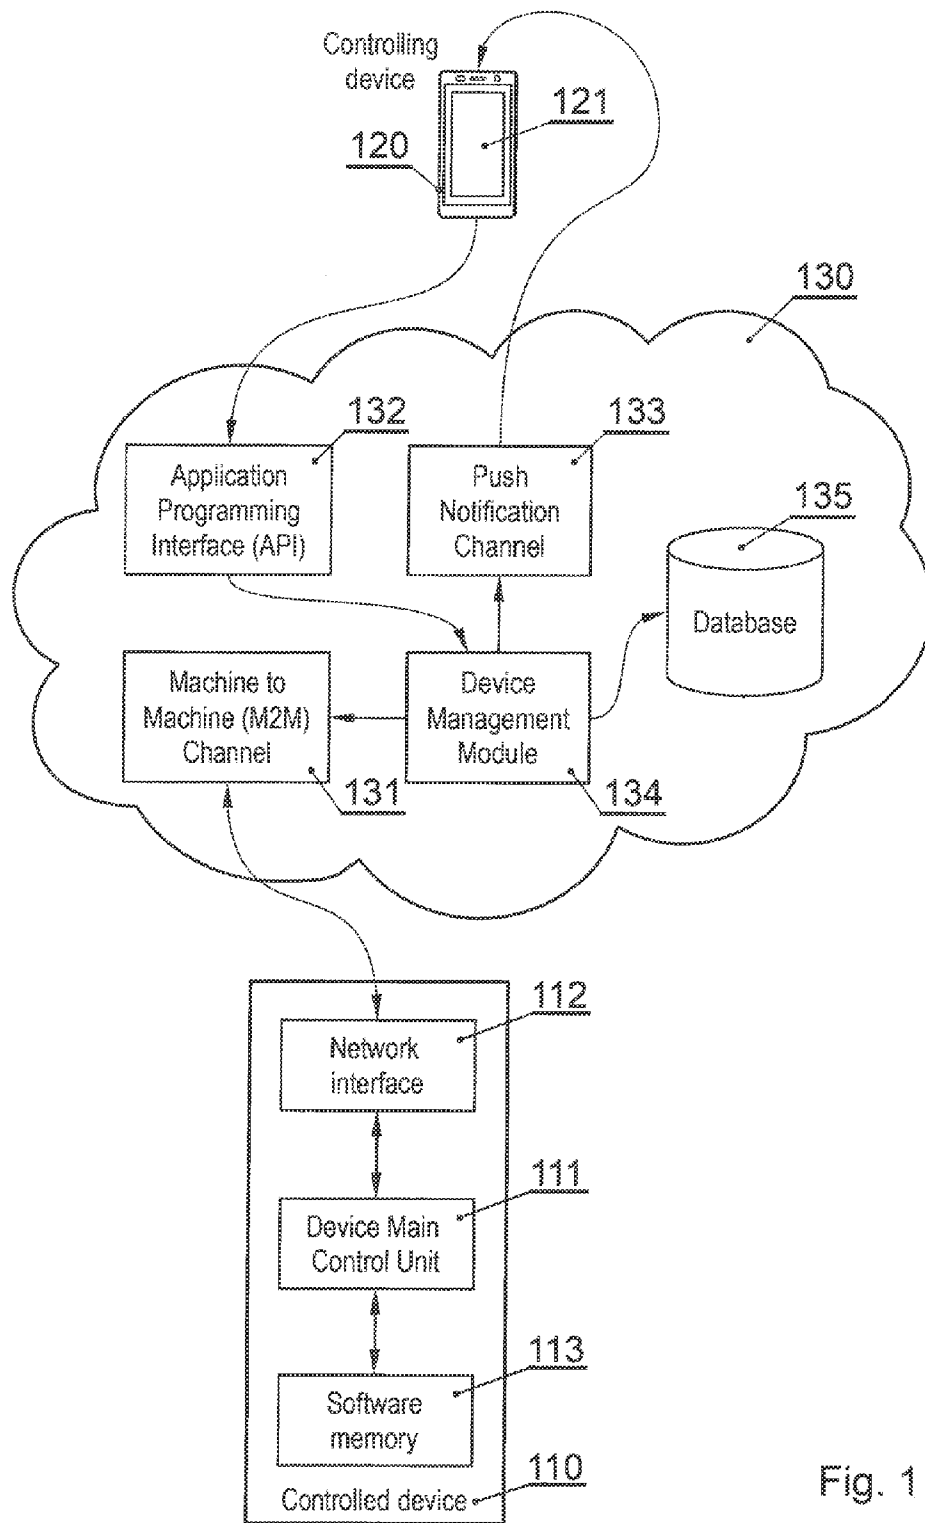 Controlling
device
121
120
130
132
133
Application
Programming
Interface (API)
Push
Notification
Channel
135
Database
Machine to
Machine (M2M)
Channel
Device
Management
Module
131
134
112
Network
interface
111
Device Main
Control Unit
113
Software
memory
Controlled device
110
Fig. 1